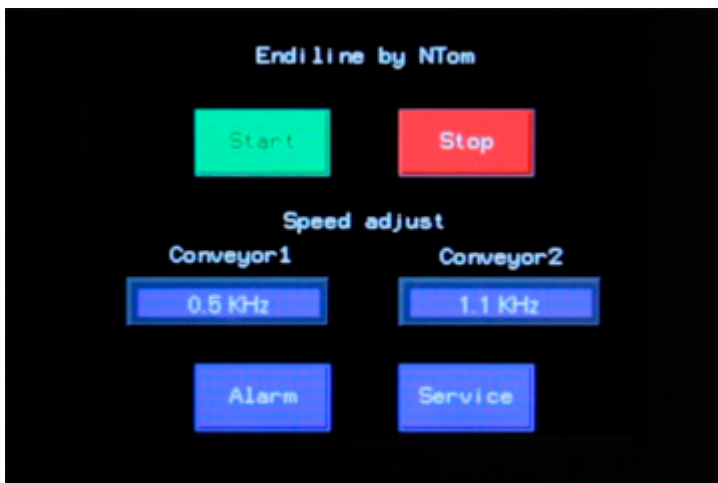 Endiline by NTom
Start Stop
Speed adjust
Conveyor1 Conveyor2
0.5 KHz 1.1 KHz
Alarm Service